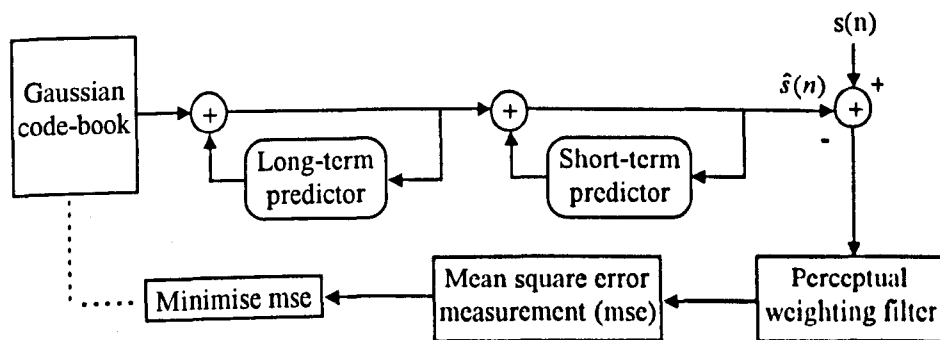 s(n)
Gaussian
code-book
+
+
ŝ(n)
+
+
-
Long-term
predictor
Short-term
predictor
Minimise mse
Mean square error
measurement (mse)
Perceptual
weighting filter